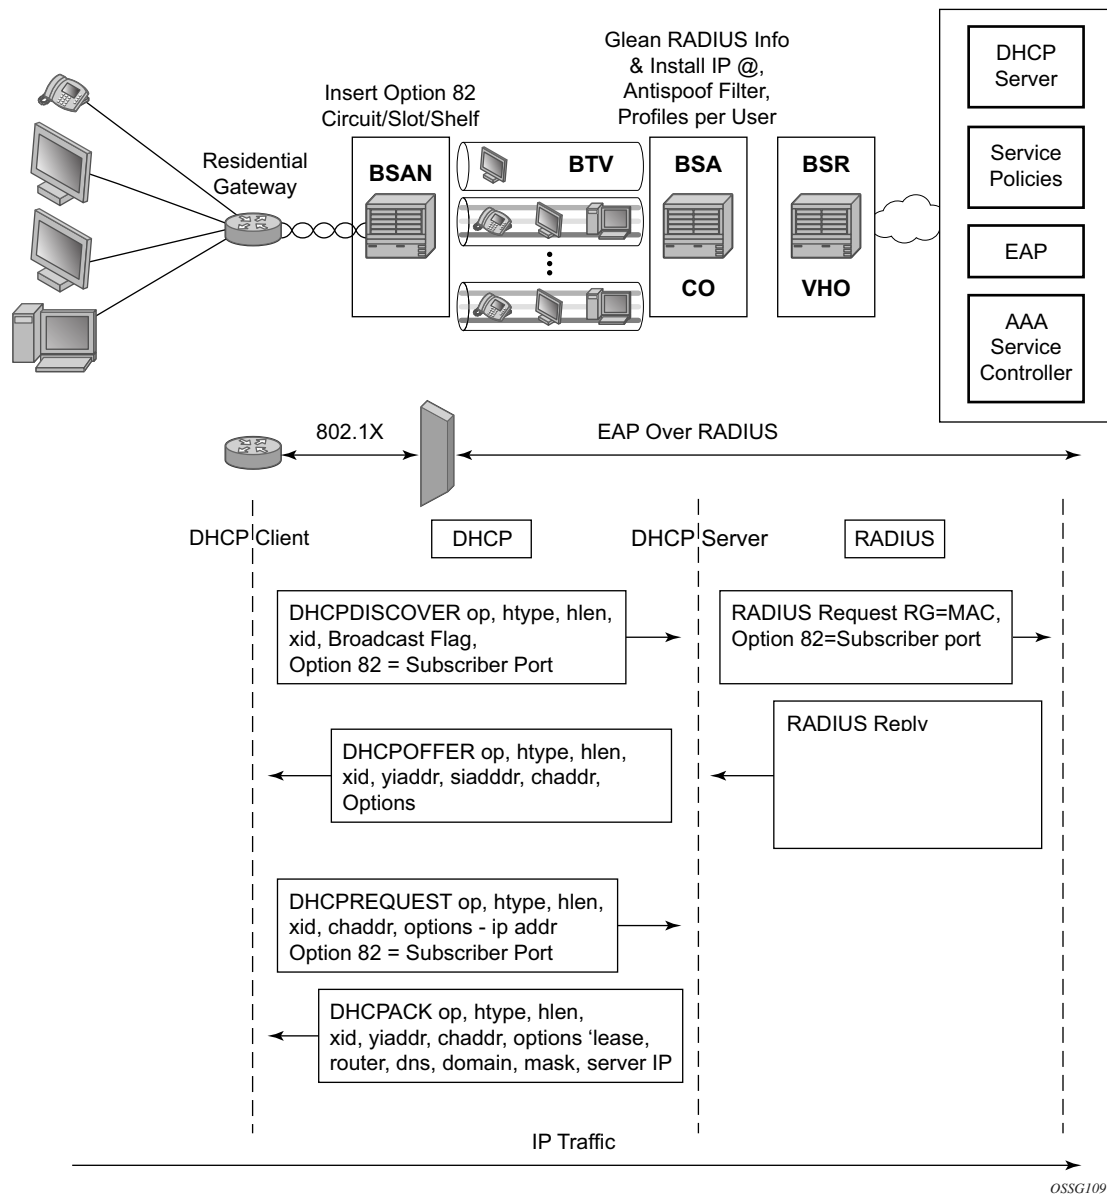 Glean RADIUS Info
& Install IP @,
Antispoof Filter,
Profiles per User
Insert Option 82
Circuit/Slot/Shelf
Residential
Gateway
BSAN
BTV
BSA
CO
BSR
VHO
DHCP
Server
Service
Policies
EAP
AAA
Service
Controller
802.1X
EAP Over RADIUS
DHCP Client
DHCP
DHCP Server
RADIUS
DHCPDISCOVER op, htype, hlen,
xid, Broadcast Flag,
Option 82 = Subscriber Port
RADIUS Request RG=MAC,
Option 82=Subscriber port
DHCPOFFER op, htype, hlen,
xid, yiaddr, siadddr, chaddr,
Options
RADIUS Reply
DHCPREQUEST op, htype, hlen,
xid, chaddr, options - ip addr
Option 82 = Subscriber Port
DHCPACK op, htype, hlen,
xid, yiaddr, chaddr, options ‘lease,
router, dns, domain, mask, server IP
IP Traffic
OSSG109